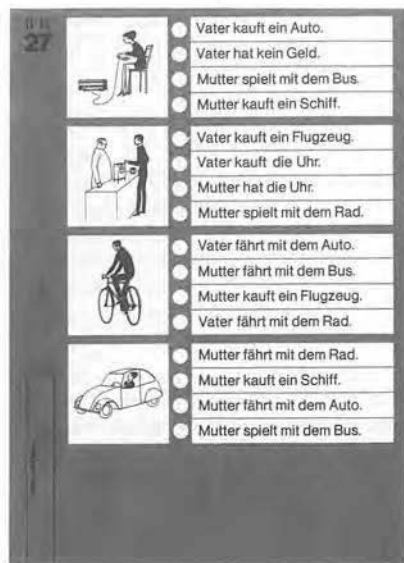 27
Vater kauft ein Auto.
Vater hat kein Geld.
Mutter spielt mit dem Bus.
Mutter kauft ein Schiff.
Vater kauft ein Flugzeug.
Vater kauft die Uhr.
Mutter hat die Uhr.
Mutter spielt mit dem Rad.
Vater fährt mit dem Auto.
Mutter fährt mit dem Bus.
Mutter kauft ein Flugzeug.
Vater fährt mit dem Rad.
Mutter fährt mit dem Rad.
Mutter kauft ein Schiff.
Mutter fährt mit dem Auto.
Mutter spielt mit dem Bus.